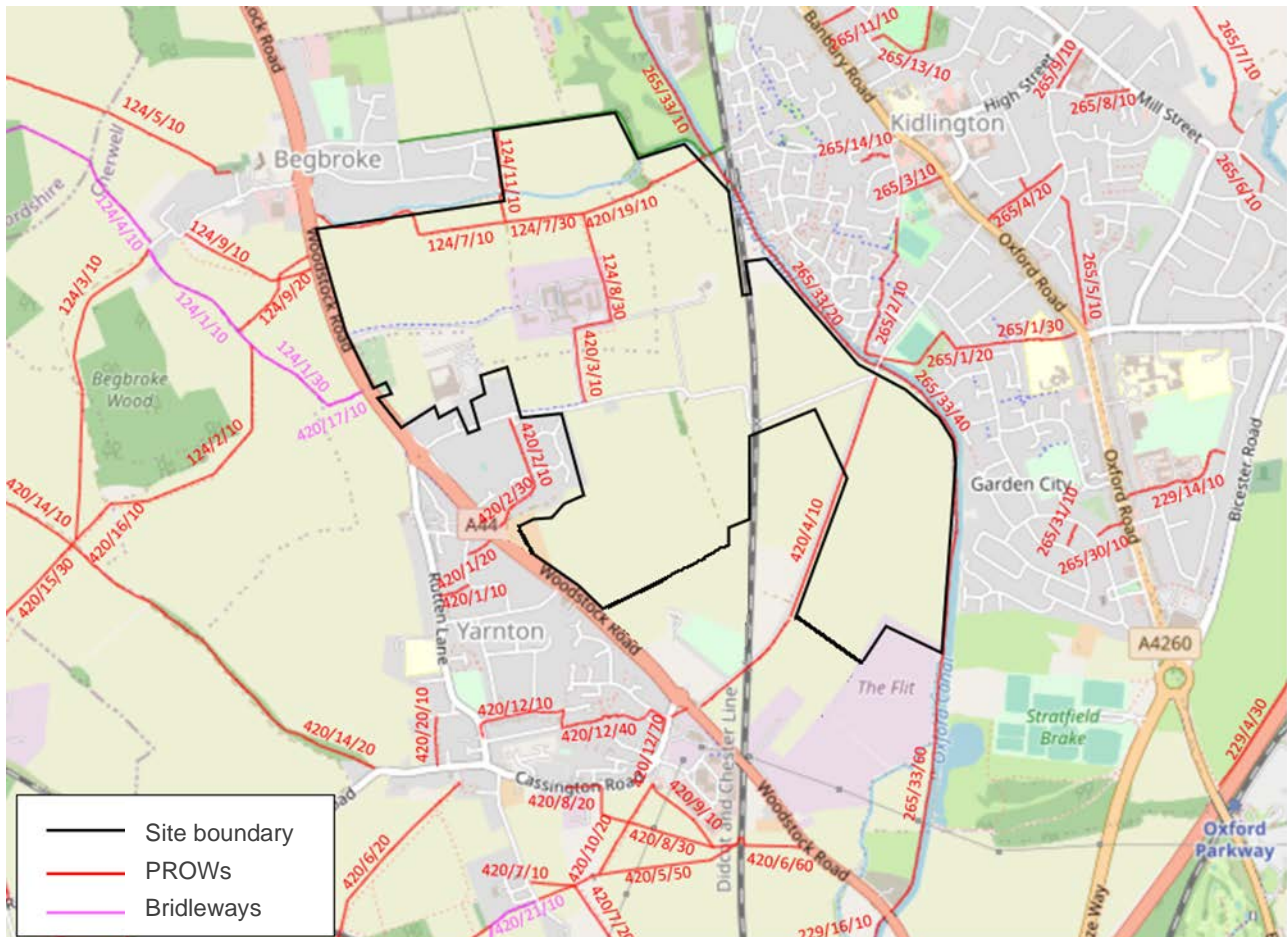 ock Road
Banbury Road
265/11/10
265/13/10
High Street
265/9/10
265/7/10
265/8/10
Mill Street
265/33/10
124/5/10
Kidlington
265/14/10
Begbroke
124/11/10
265/3/10
265/6/10
ordshire
Cherwell
124/4/10
265/4/20
420/19/10
124/7/10
124/7/30
124/9/10
Woodstock Road
Oxford Road
124/3/10
124/9/20
124/8/30
265/33/20
265/5/10
124/1/10
265/2/10
265/1/30
265/1/20
420/3/10
124/1/30
Begbroke
Wood
265/33/40
420/17/10
124/2/10
420/2/10
Oxford Road
Bicester Road
Garden City
229/14/10
420/14/10
420/16/10
420/2/30
A44
265/31/10
265/30/10
420/4/10
420/15/30
420/1/20
420/1/10
Woodstock Road
Rutten Lane
Yarnton
A4260
The Flit
Oxford Canal
Stratfield
Brake
420/20/10
420/12/10
420/12/40
420/12/70
Didcot and Chester Line
229/4/30
420/14/20
Cassington Road
oad
420/8/20
420/9/10
Woodstock Road
265/33/60
420/10/20
420/8/30
420/6/20
420/5/50
420/6/60
Oxford
Parkway
420/7/10
420/21/10
420/7/20
229/16/10
ze Way
R
Site boundary
PROWs
Bridleways